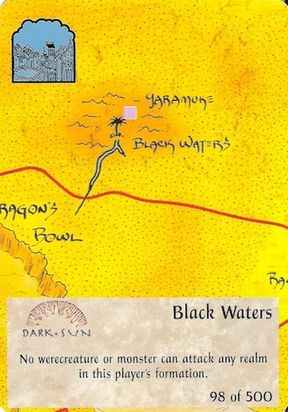 YARAMUKE
BLACK WATERS
RAGON'S
BOWL
BA
Black Waters
DARK SUN
No werecreature or monster can attack any realm
in this player's formation.
98 of 500